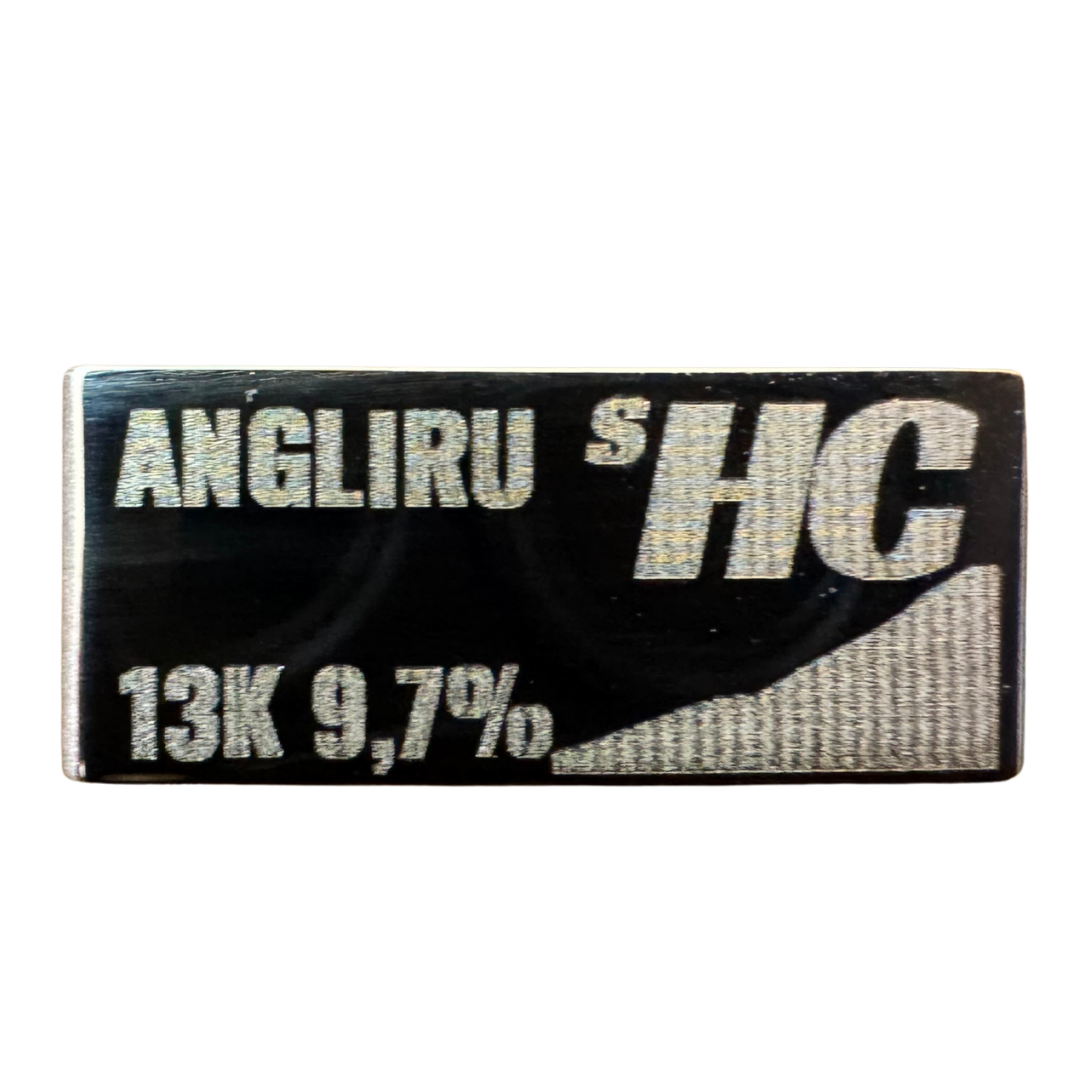 ANGLIRU
sHC
13K 9,7%